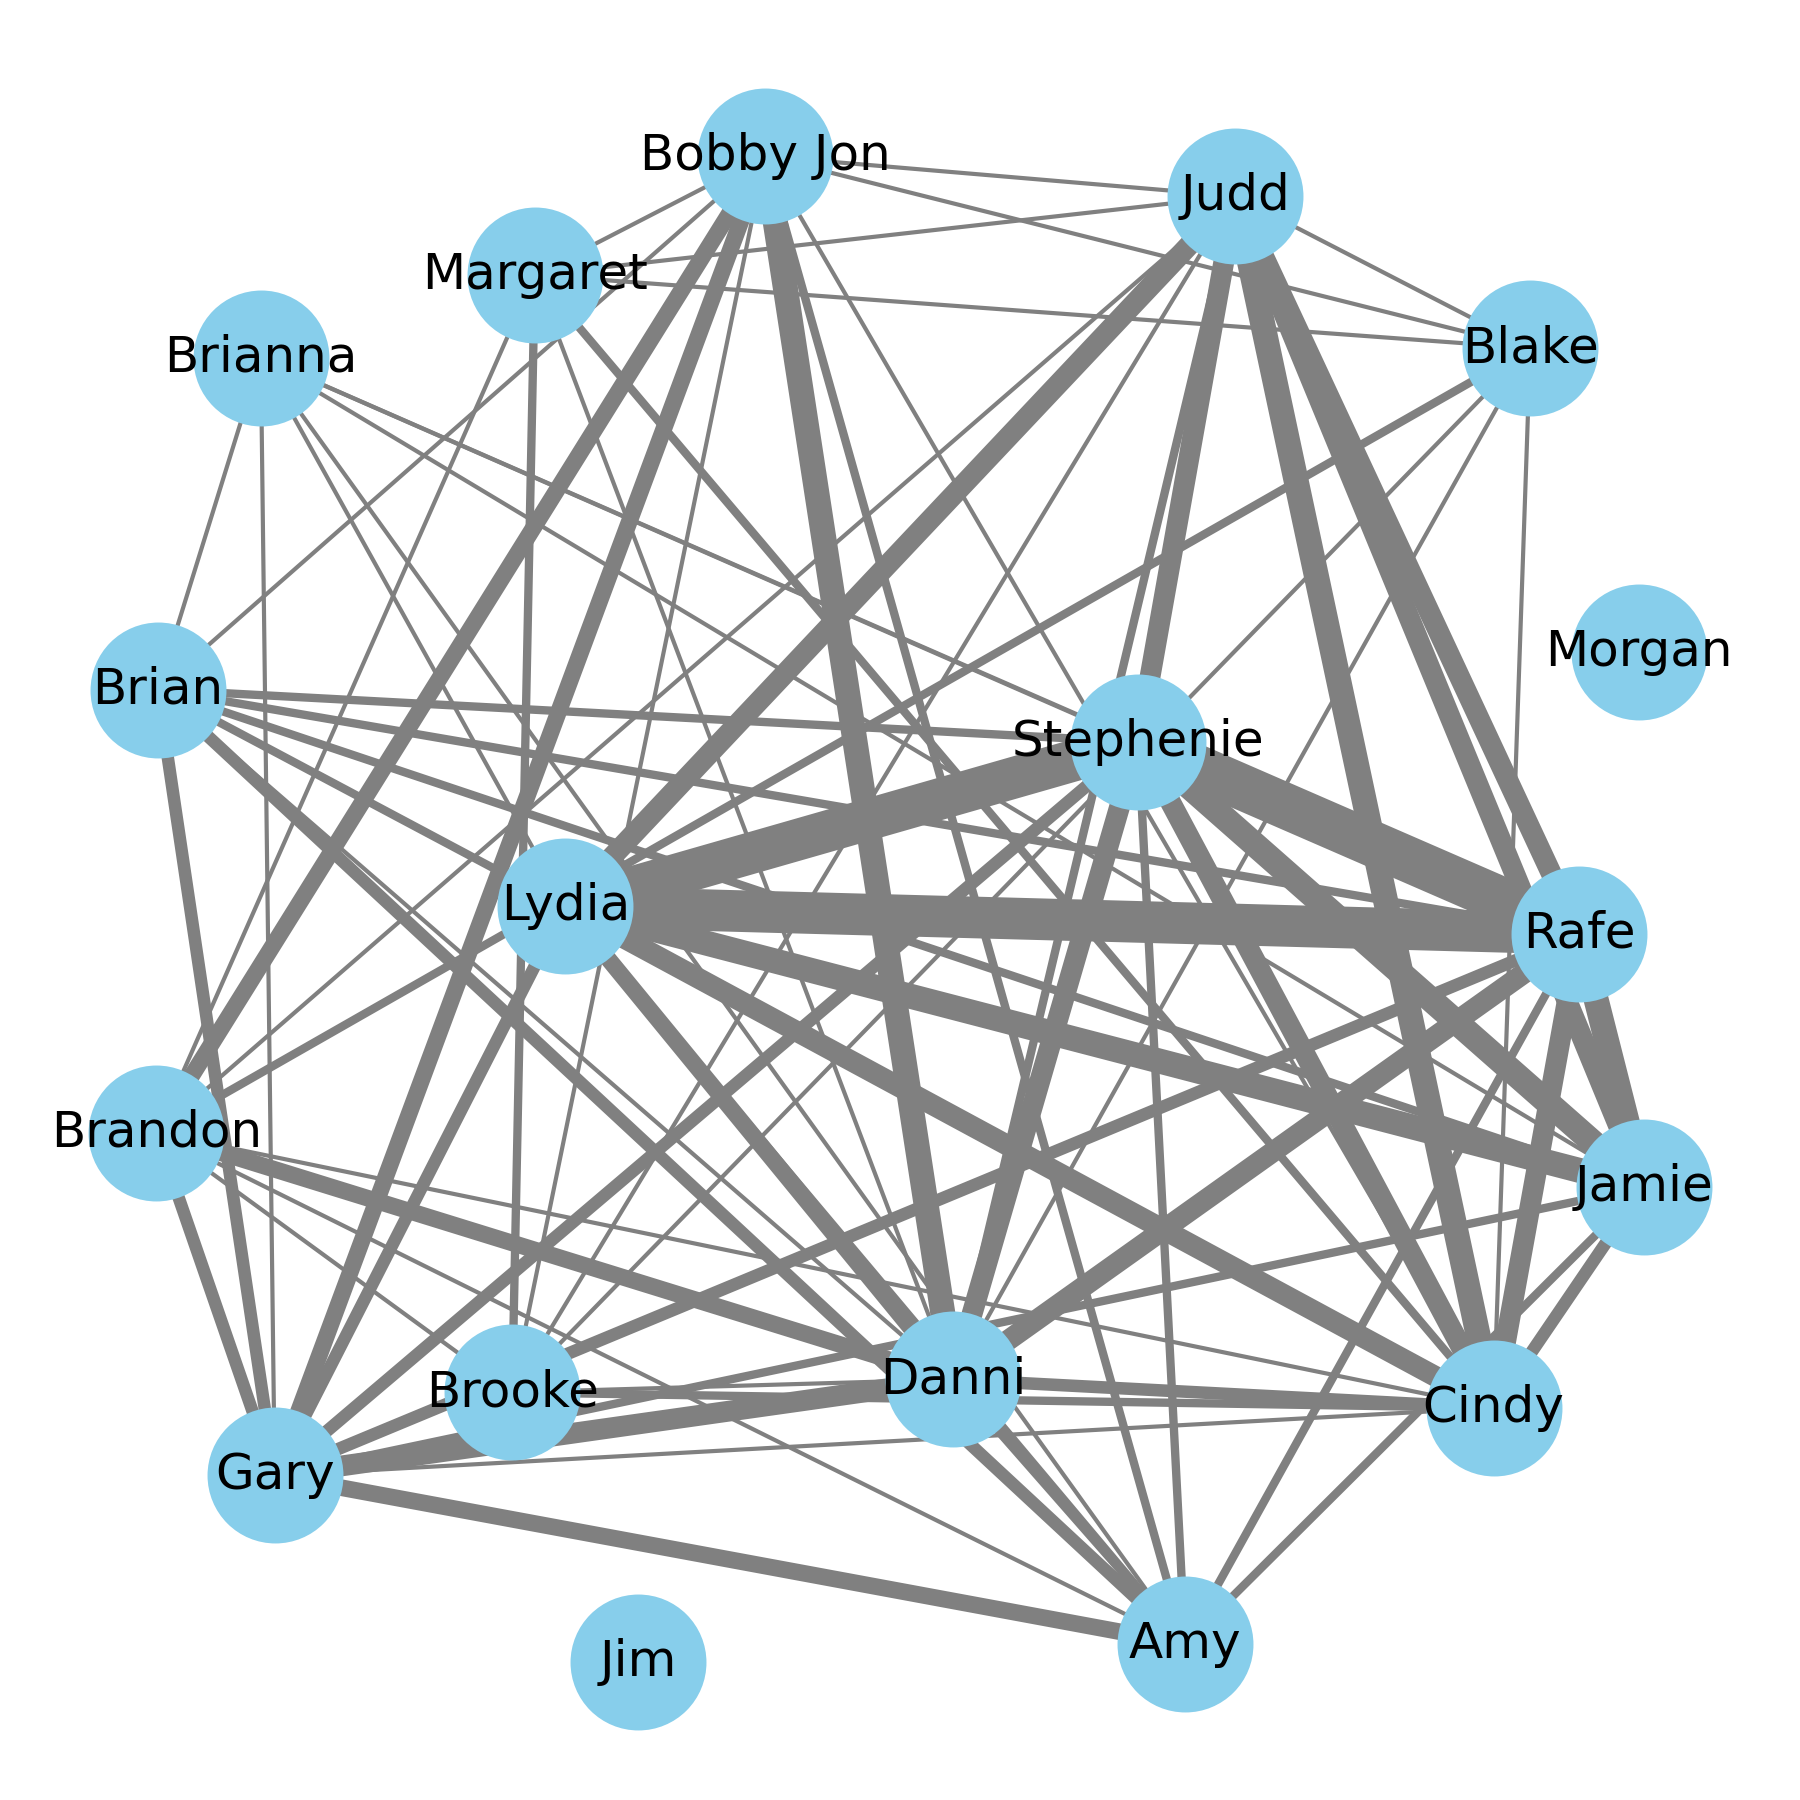 Bobby Jon
Judd
Margaret
Brianna
Blake
Morgan
Brian
Stephenie
Lydia
Rafe
Brandon
Jamie
Danni
Brooke
Cindy
Gary
Amy
Jim